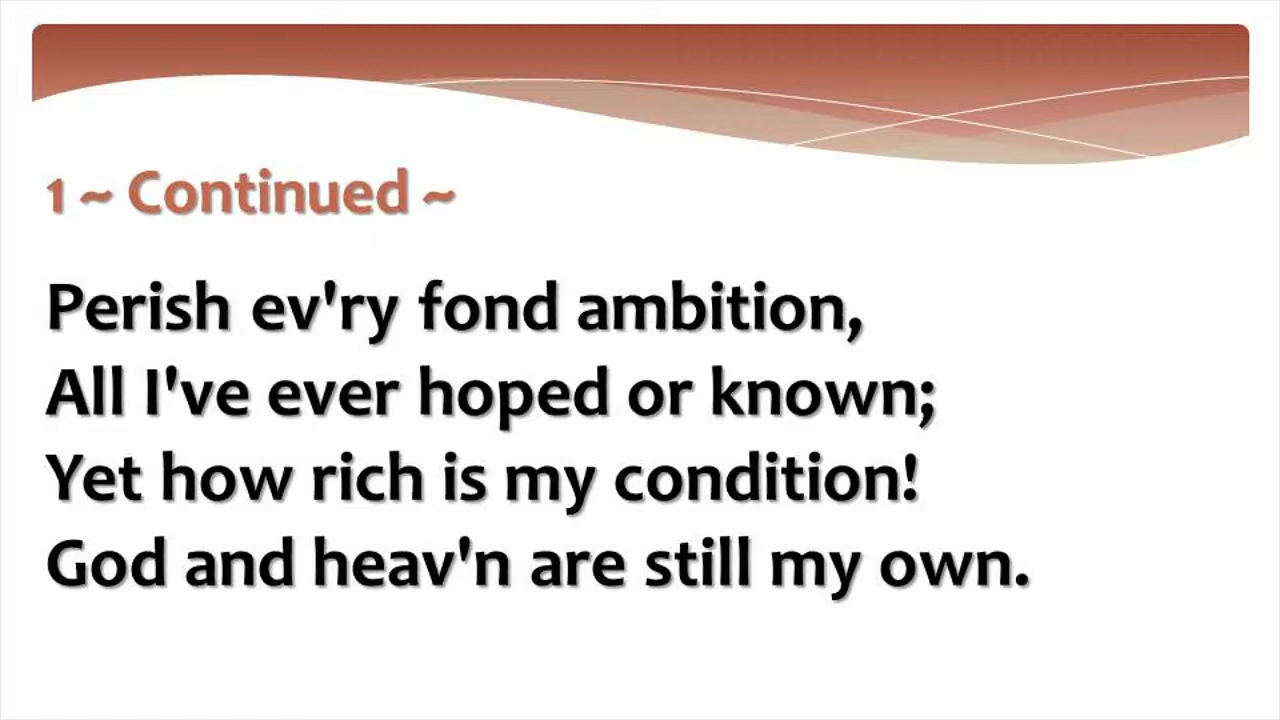 1 ~ Continued ~
Perish ev'ry fond ambition,
All I've ever hoped or known;
Yet how rich is my condition!
God and heav'n are still my own.